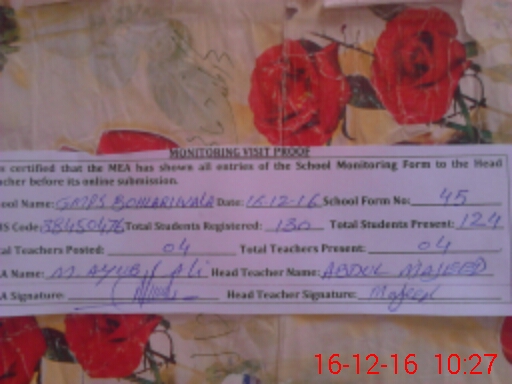 MONITORING VISIT PROOF
certified that the MEA has shown all entries of the School Monitoring Form to the Head
before its online submission.
Name: GMPS BOHARIWALA Date: 16-12-16 School Form No: 45
Code: 38450476 Total Students Registered: 130 Total Students Present: 124
Teachers Posted: 04 Total Teachers Present: 04
Name: M. AYUB ALi Head Teacher Name: ABDUL MAJEED
Signature: Head Teacher Signature: Majeed
16-12-16 10:27